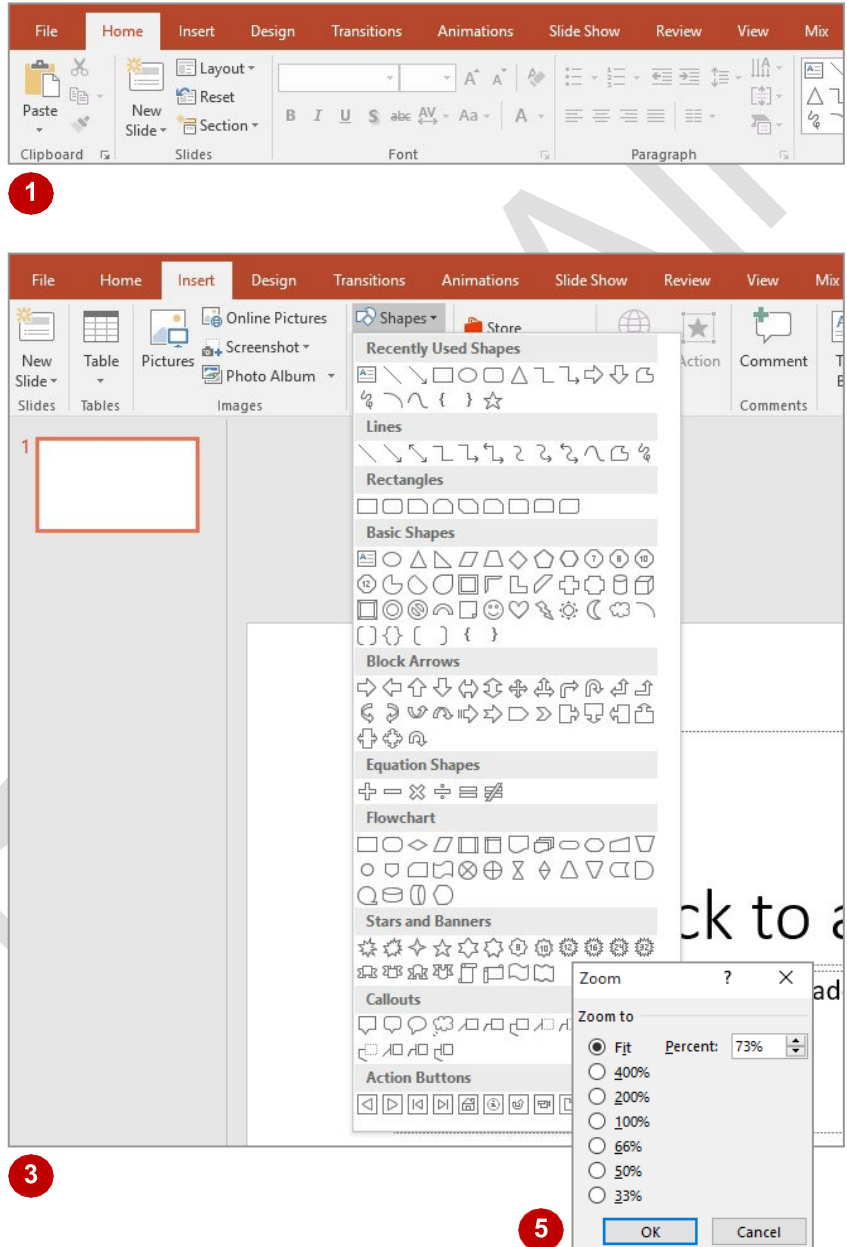 File Home Insert Design Transitions Animations Slide Show Review View Mix
Paste New Slide Layout Reset Section
B I U S abc AV Aa A
Clipboard Slides Font Paragraph
1
File Home Insert Design Transitions Animations Slide Show Review View Mix
New Slide Table Pictures Online Pictures Screenshot Photo Album Shapes Store Action Comment
Slides Tables Images Comments
1
Recently Used Shapes
Lines
Rectangles
Basic Shapes
Block Arrows
Equation Shapes
Flowchart
Stars and Banners
Callouts
Action Buttons
ck to a
ad
Zoom ? X
Zoom to
Fit Percent: 73%
400%
200%
100%
66%
50%
33%
OK Cancel
3
5